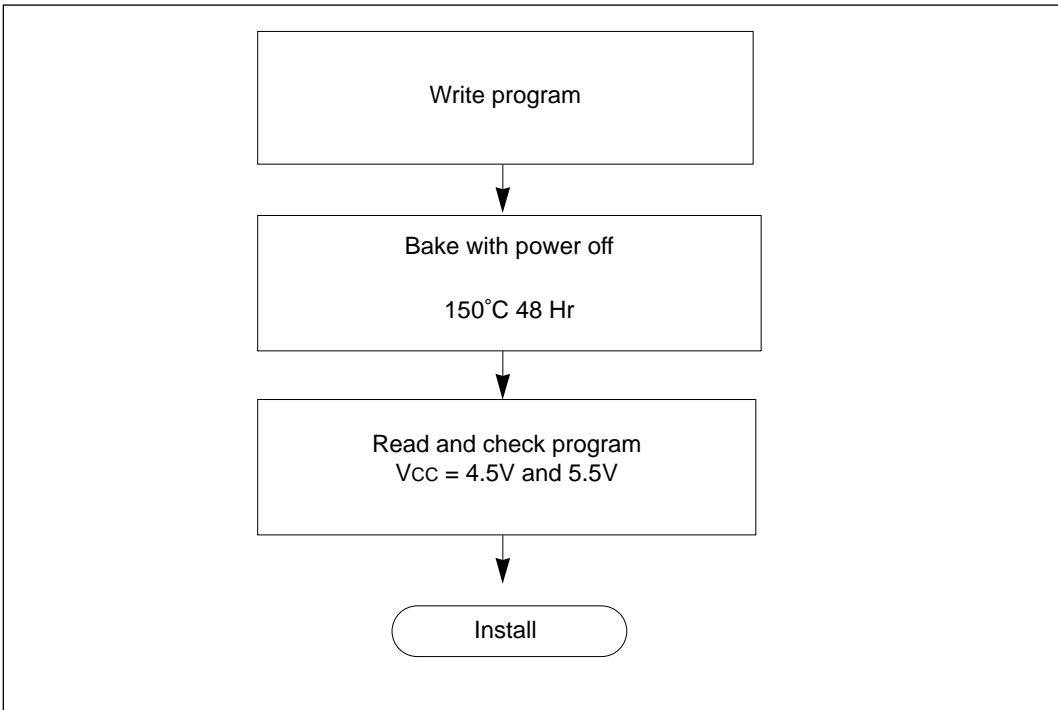 Write program
Bake with power off
150°C 48 Hr
Read and check program
VCC = 4.5V and 5.5V
Install